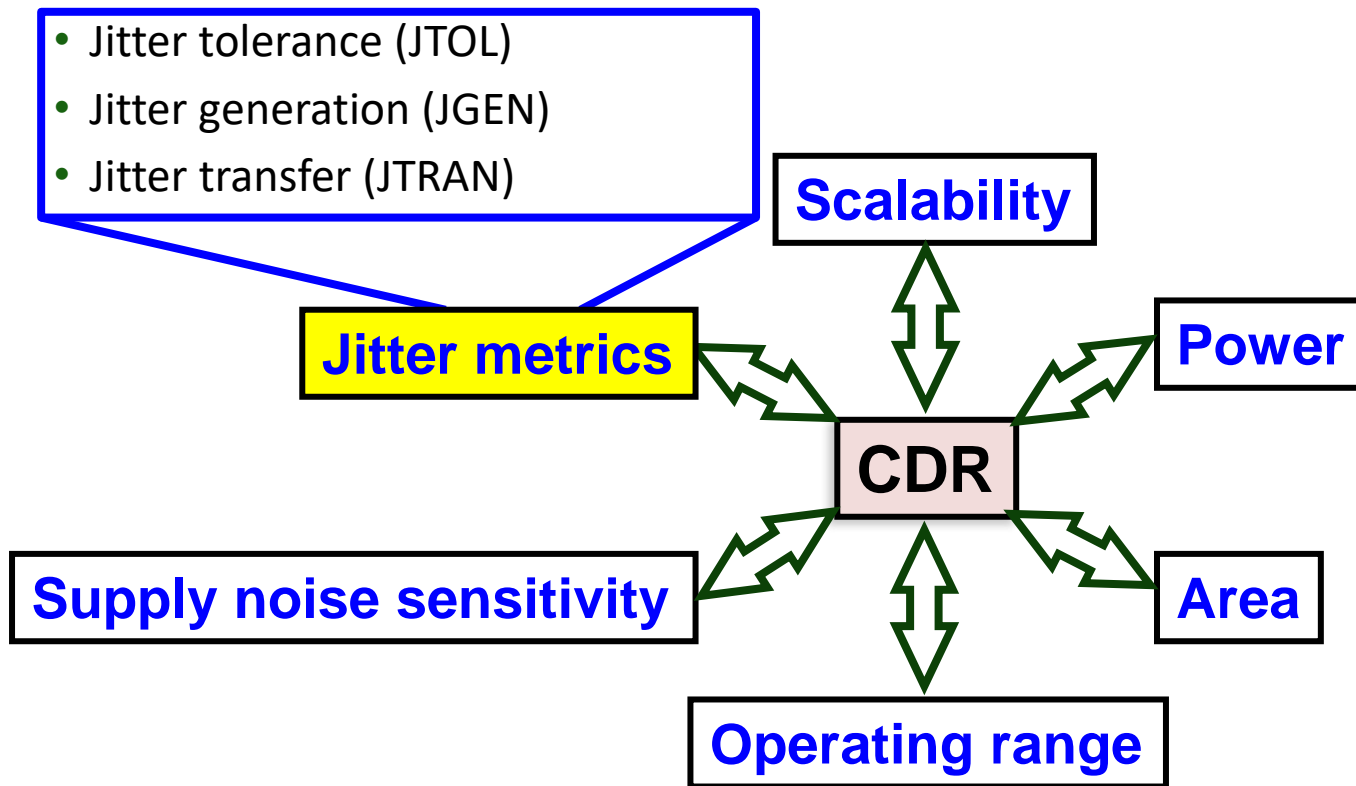 • Jitter tolerance (JTOL)
• Jitter generation (JGEN)
• Jitter transfer (JTRAN)
Scalability
Jitter metrics
Power
CDR
Supply noise sensitivity
Area
Operating range